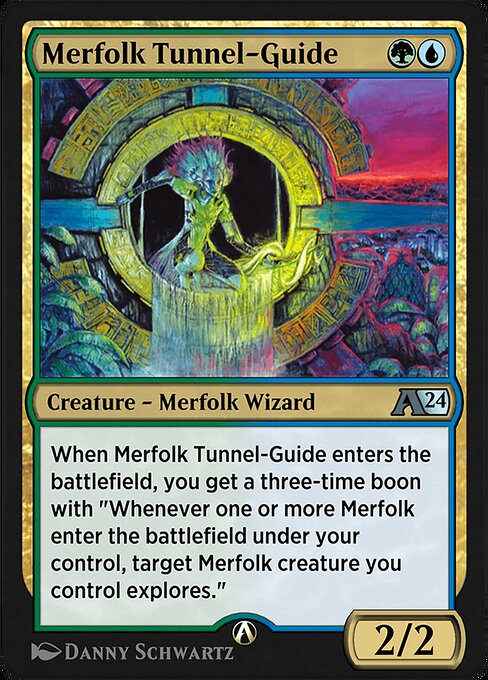 Merfolk Tunnel-Guide
Creature – Merfolk Wizard
A24
When Merfolk Tunnel-Guide enters the
battlefield, you get a three-time boon
with "Whenever one or more Merfolk
enter the battlefield under your
control, target Merfolk creature you
control explores."
2/2
Danny Schwartz